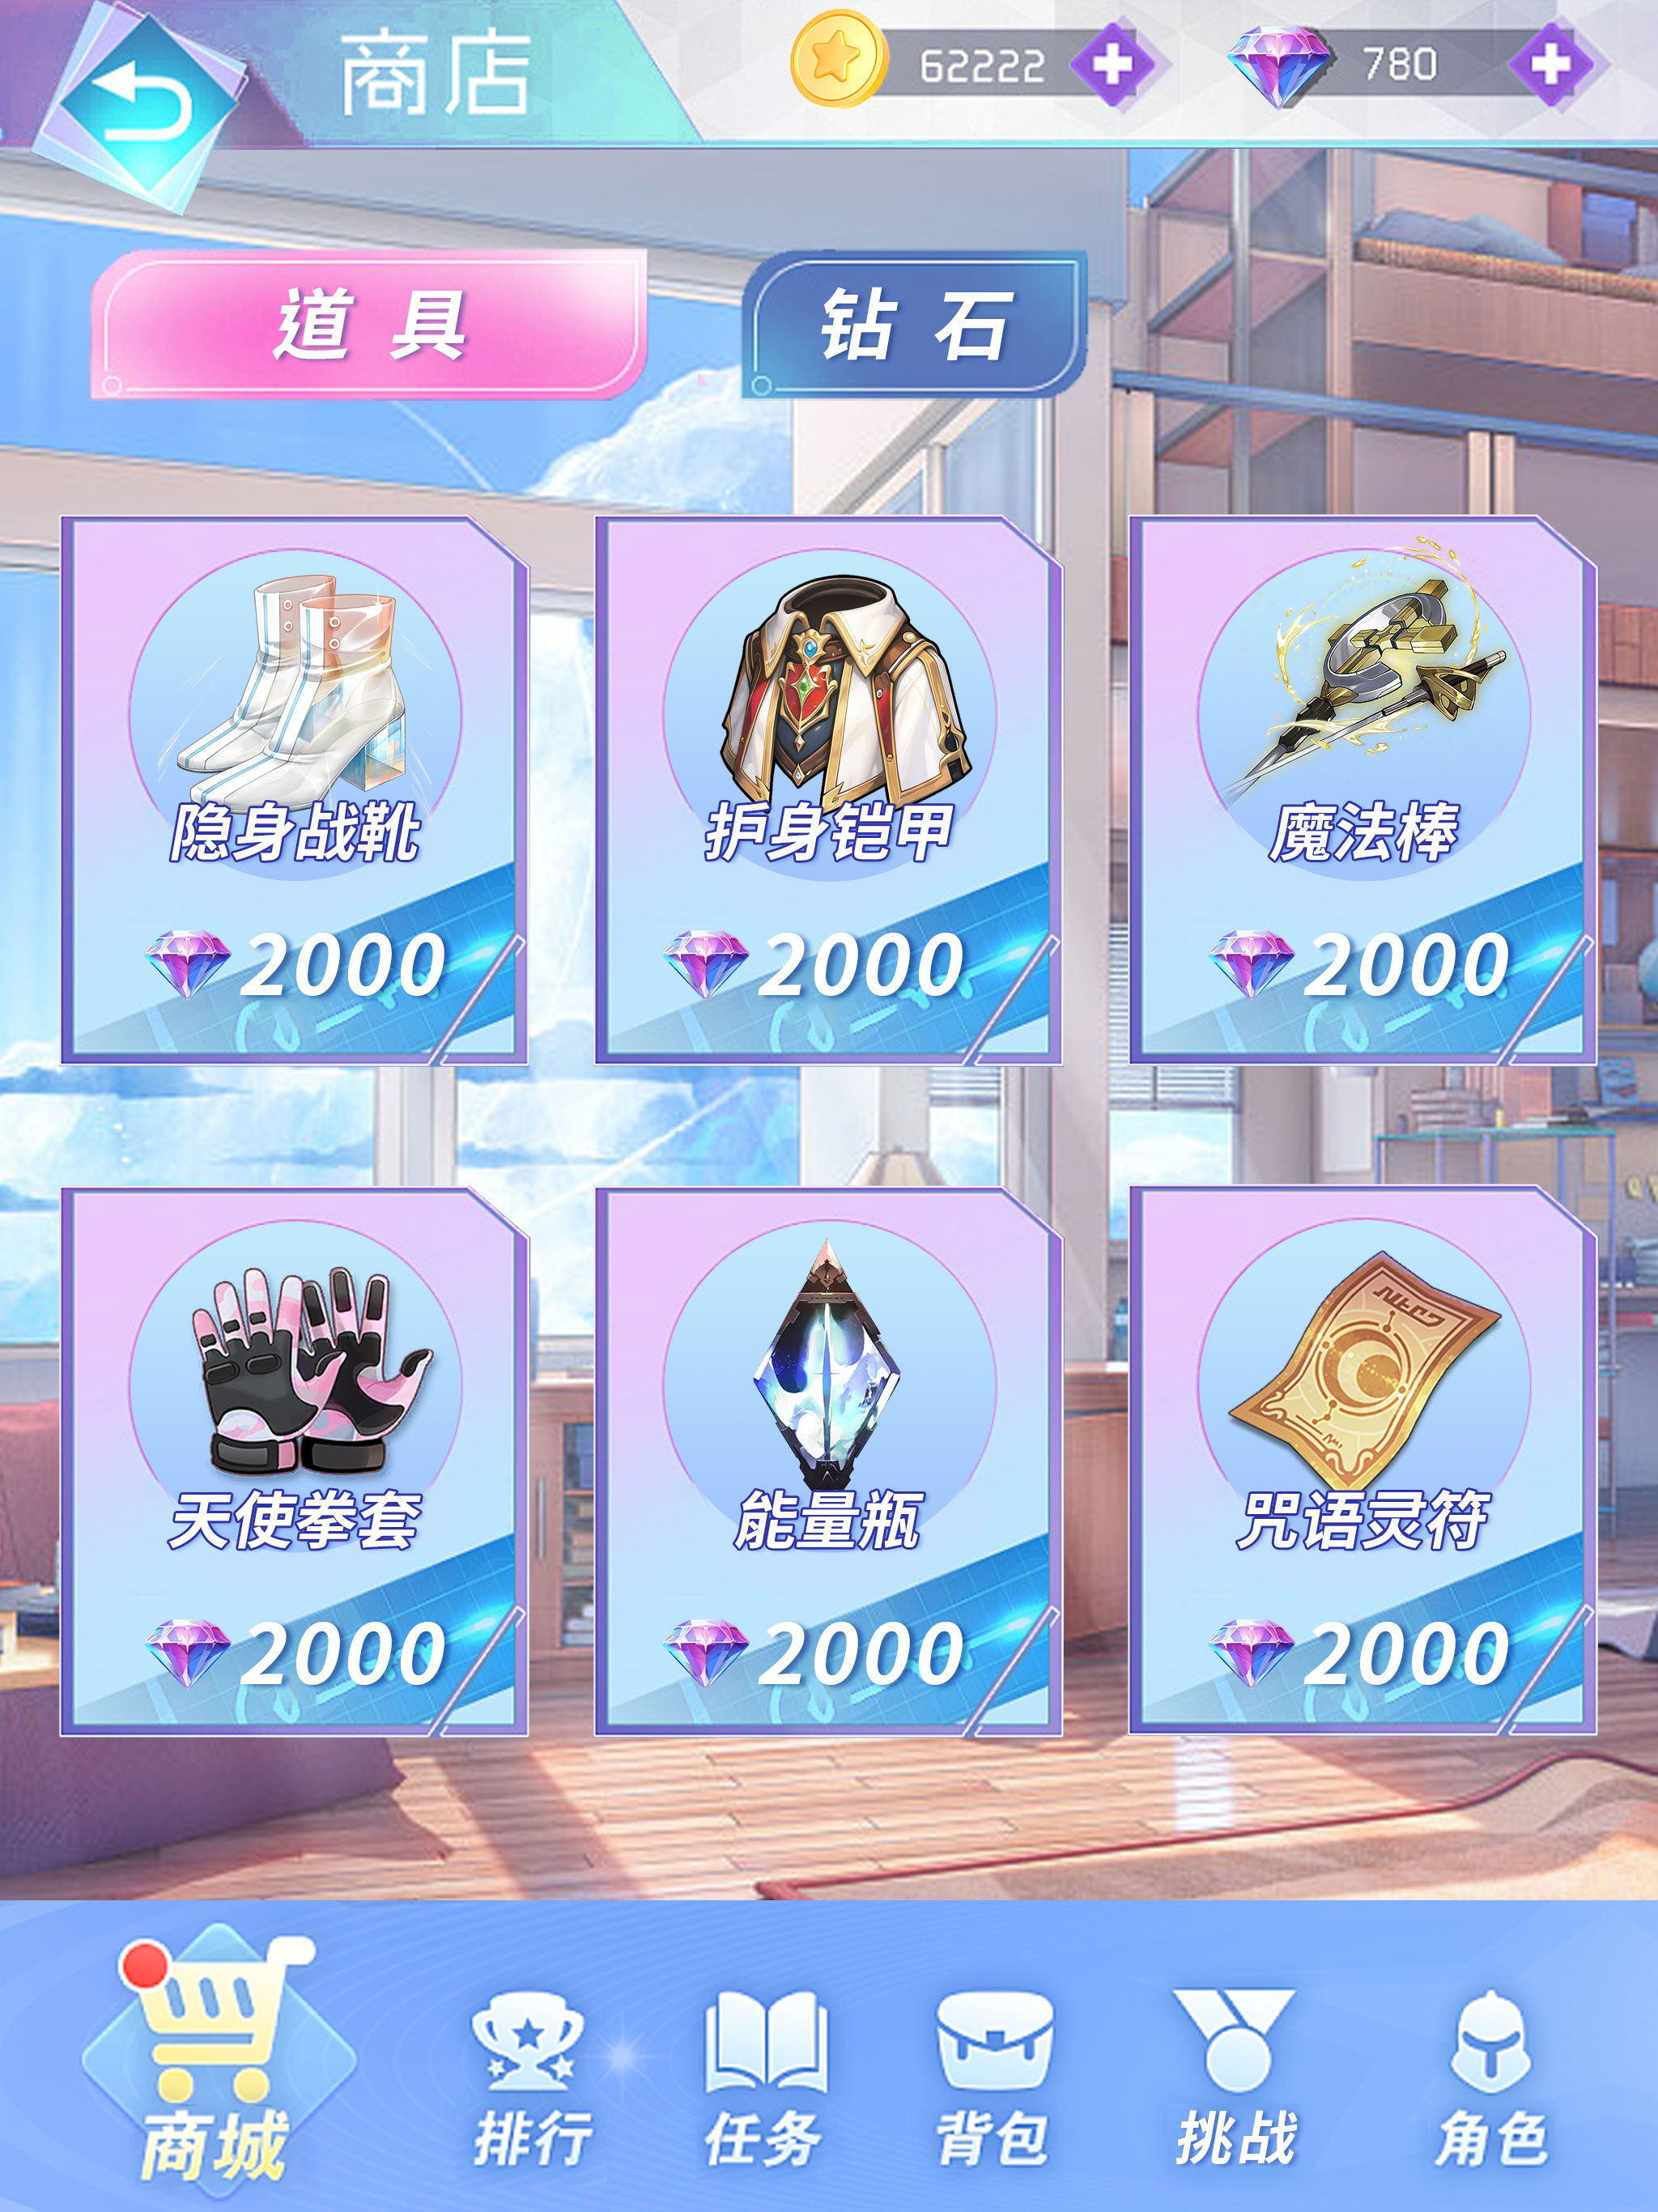 商店
62222
780
道具
钻石
隐身战靴
护身铠甲
魔法棒
2000
2000
2000
天使拳套
能量瓶
咒语灵符
2000
2000
2000
商城
排行
任务
背包
挑战
角色